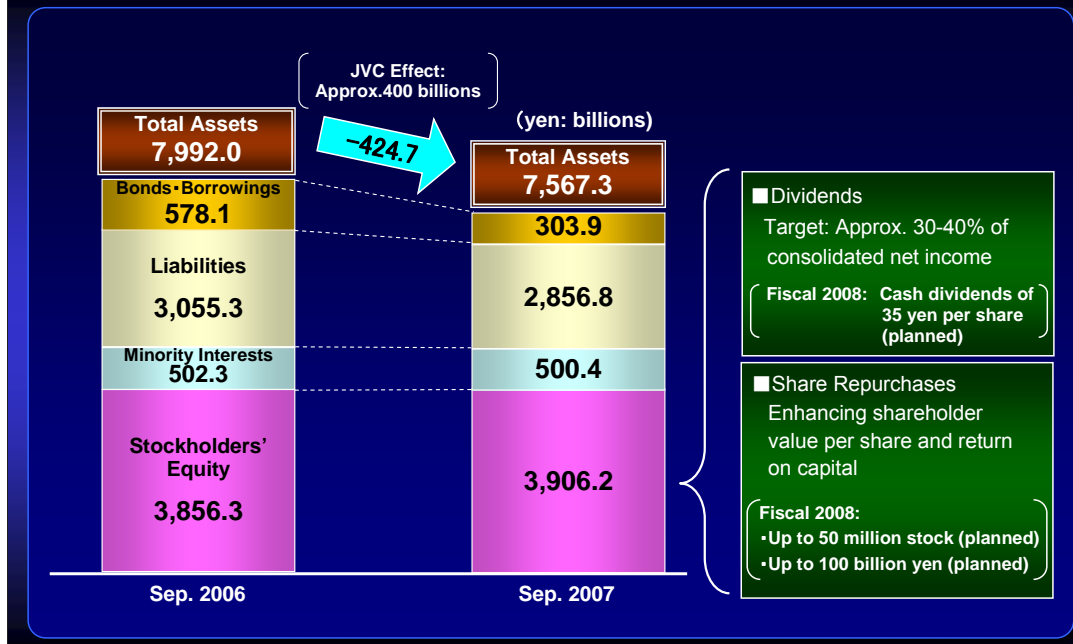 JVC Effect:
Approx.400 billions
(yen: billions)
Total Assets
7,992.0
−424.7
Total Assets
7,567.3
Bonds・Borrowings
578.1
303.9
Liabilities
3,055.3
2,856.8
Minority Interests
502.3
500.4
Stockholders’
Equity
3,856.3
3,906.2
Sep. 2006
Sep. 2007
■Dividends
Target: Approx. 30-40% of
consolidated net income
Fiscal 2008: Cash dividends of
35 yen per share
(planned)
■Share Repurchases
Enhancing shareholder
value per share and return
on capital
Fiscal 2008:
・Up to 50 million stock (planned)
・Up to 100 billion yen (planned)